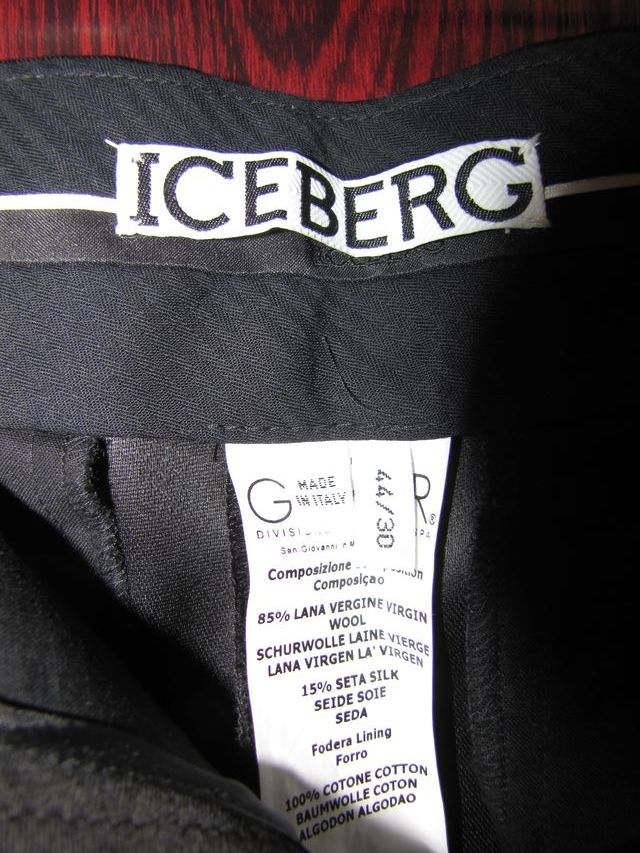 ICEBERG
G MADE IN ITALY R®
44/30
San Giovanni in
Composizione
Composiçao
85% LANA VERGINE VIRGIN
WOOL
SCHURWOLLE LAINE VIERGE
LANA VIRGEN LA' VIRGEN
15% SETA SILK
SEIDE SOIE
SEDA
Fodera Lining
Forro
100% COTONE COTTON
BAUMWOLLE COTON
ALGODON ALGODAO